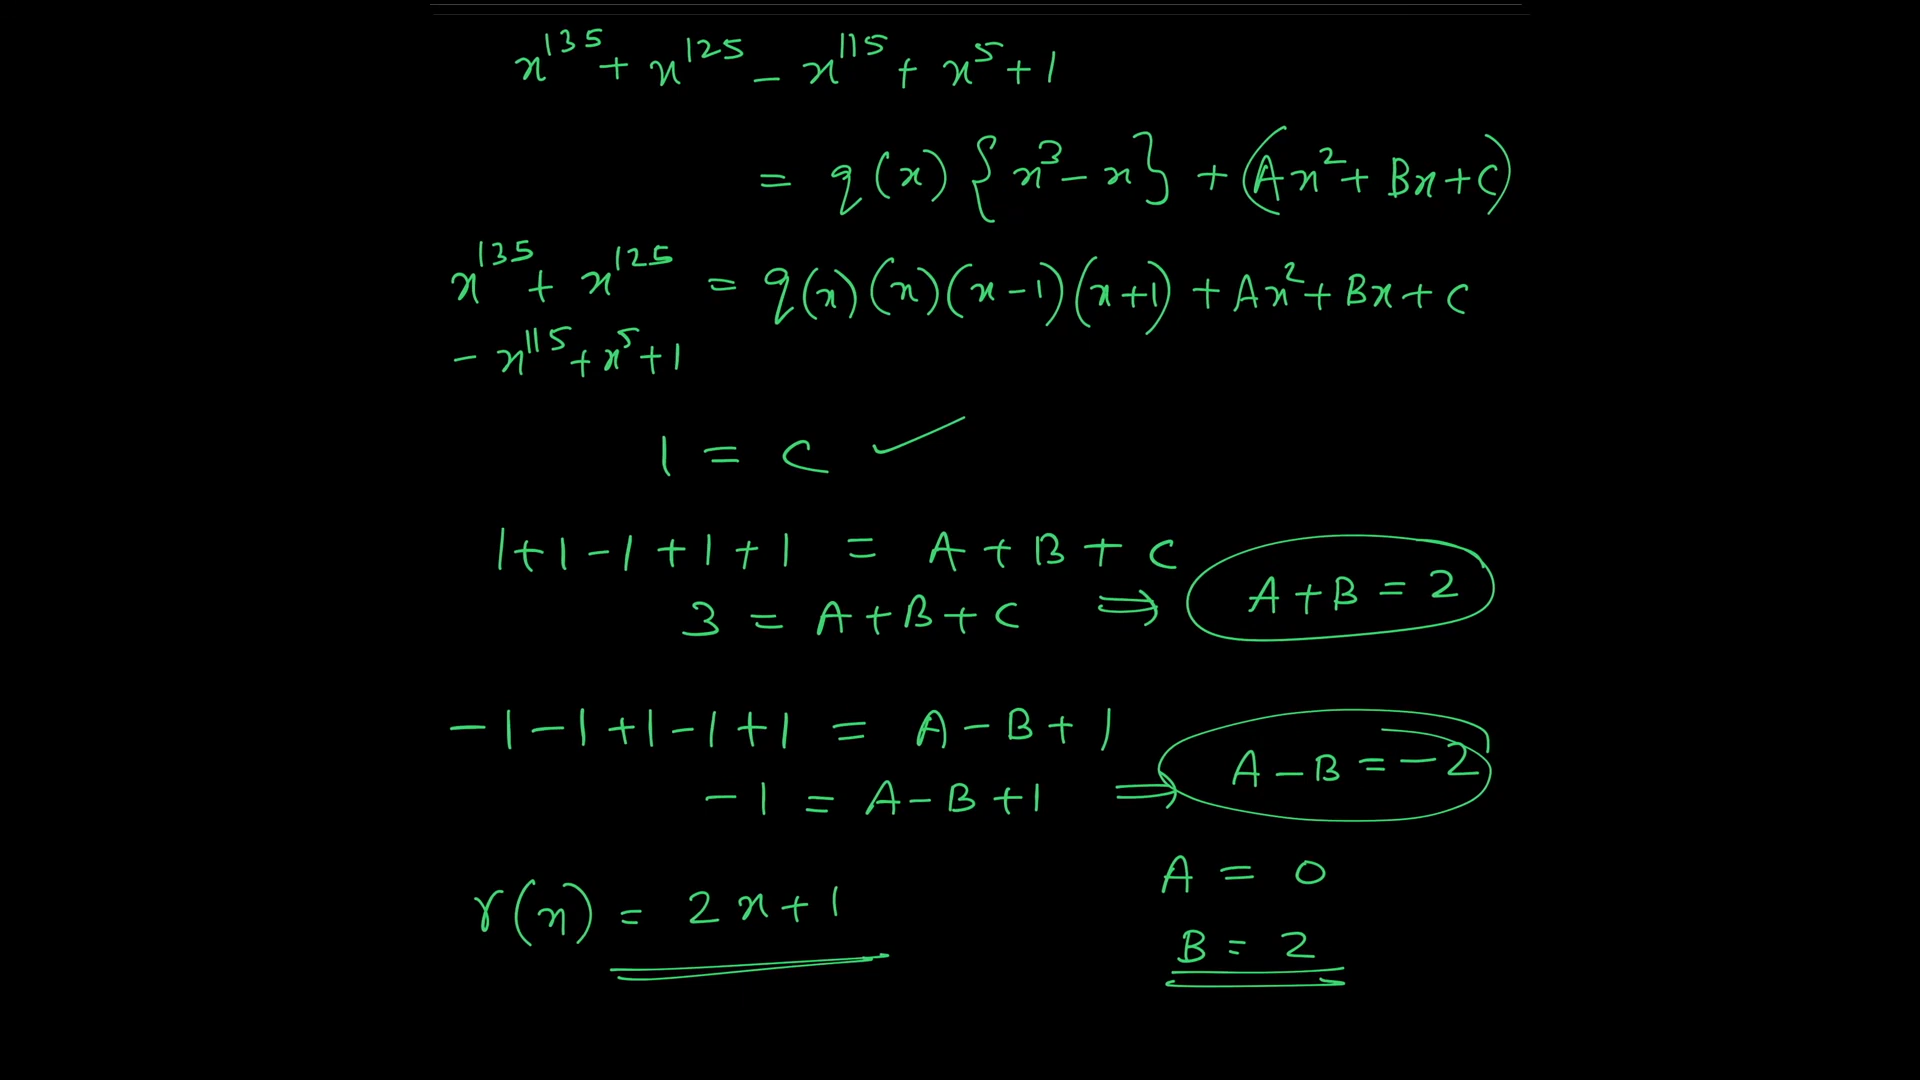 x^135 + x^125 - x^115 + x^5 + 1
= q(x) {x^3 - x} + (Ax^2 + Bx + C)
x^135 + x^125 = q(x)(x)(x-1)(x+1) + Ax^2 + Bx + C
- x^115 + x^5 + 1
1 = C ✓
1+1-1+1+1 = A+B+C
3 = A+B+C ⇒ A+B = 2
-1-1+1-1+1 = A-B+1
-1 = A-B+1 ⇒ A-B = -2
A = 0
r(x) = 2x+1
B = 2